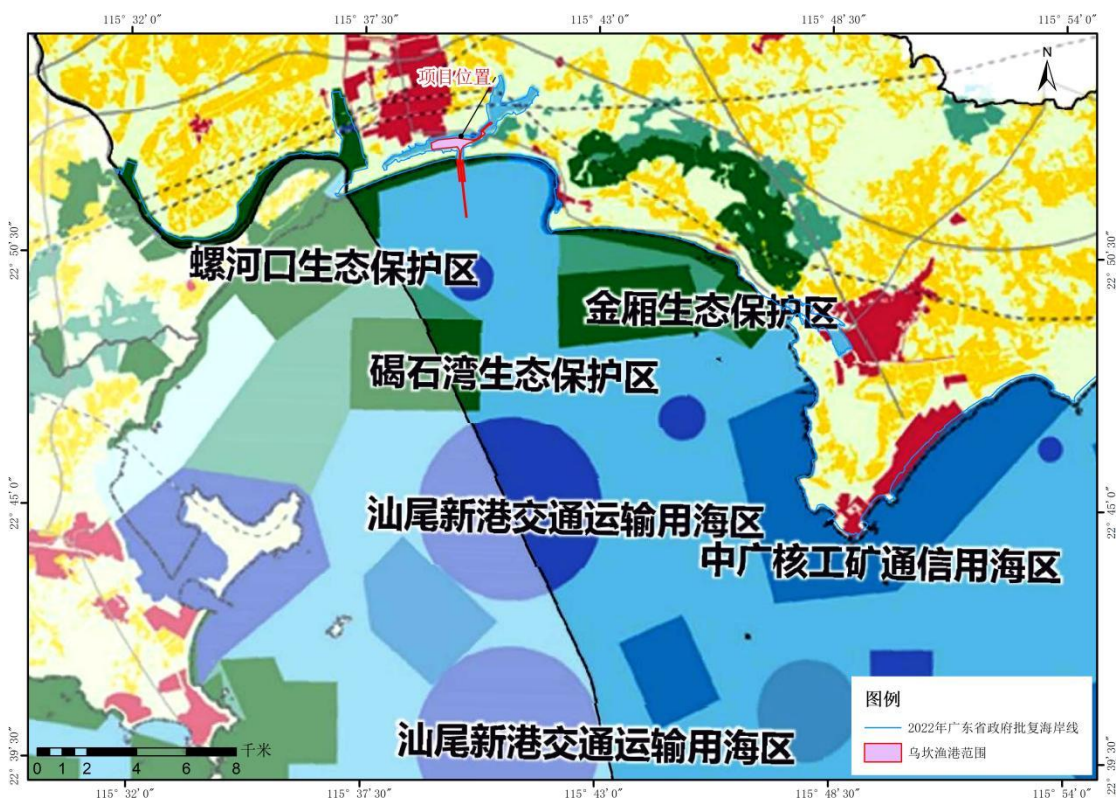 115° 32′ 0″
115° 37′ 30″
115° 43′ 0″
115° 48′ 30″
115° 54′ 0″
N
项目位置
22° 50′ 30″
22° 50′ 30″
螺河口生态保护区
金厢生态保护区
碣石湾生态保护区
22° 45′ 0″
22° 45′ 0″
汕尾新港交通运输用海区
中广核工矿通信用海区
图例
2022年广东省政府批复海岸线
乌坎渔港范围
汕尾新港交通运输用海区
千米
0 1 2 4 6 8
22° 39′ 30″
22° 39′ 30″
115° 32′ 0″
115° 37′ 30″
115° 43′ 0″
115° 48′ 30″
115° 54′ 0″